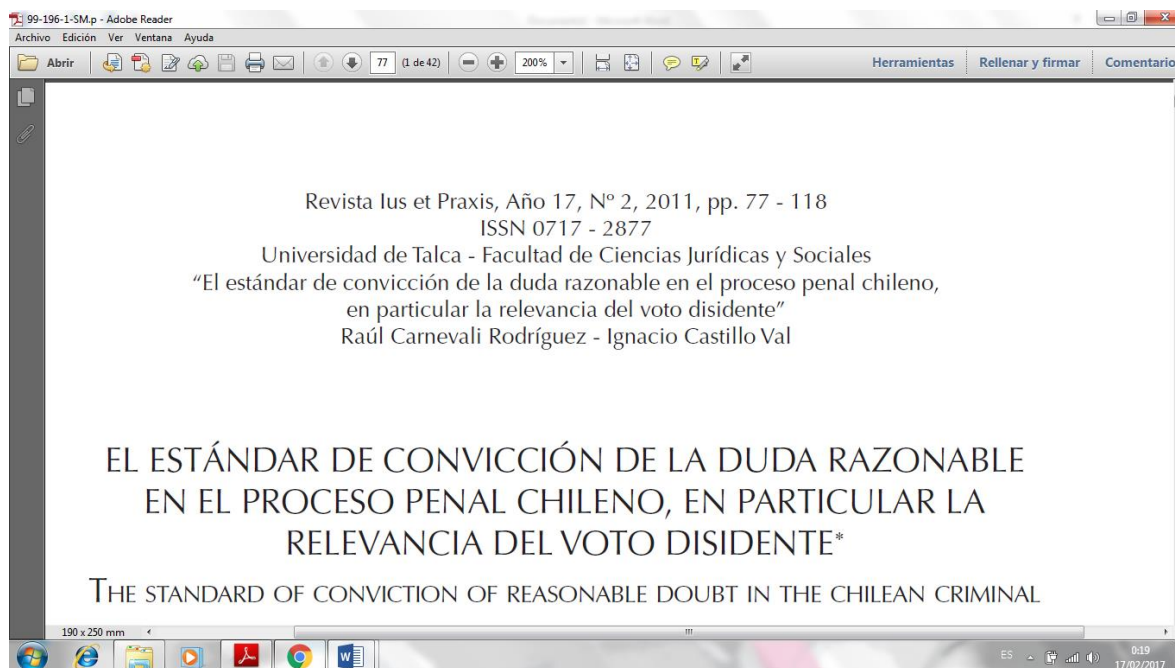 99-196-1-SM.p - Adobe Reader
Archivo Edición Ver Ventana Ayuda
Abrir 77 (1 de 42) 200% Herramientas Rellenar y firmar Comentario
Revista Ius et Praxis, Año 17, Nº 2, 2011, pp. 77 - 118
ISSN 0717 - 2877
Universidad de Talca - Facultad de Ciencias Jurídicas y Sociales
“El estándar de convicción de la duda razonable en el proceso penal chileno,
en particular la relevancia del voto disidente”
Raúl Carnevali Rodríguez - Ignacio Castillo Val
EL ESTÁNDAR DE CONVICCIÓN DE LA DUDA RAZONABLE
EN EL PROCESO PENAL CHILENO, EN PARTICULAR LA
RELEVANCIA DEL VOTO DISIDENTE*
THE STANDARD OF CONVICTION OF REASONABLE DOUBT IN THE CHILEAN CRIMINAL
190 x 250 mm
ES 0:19
17/02/2017